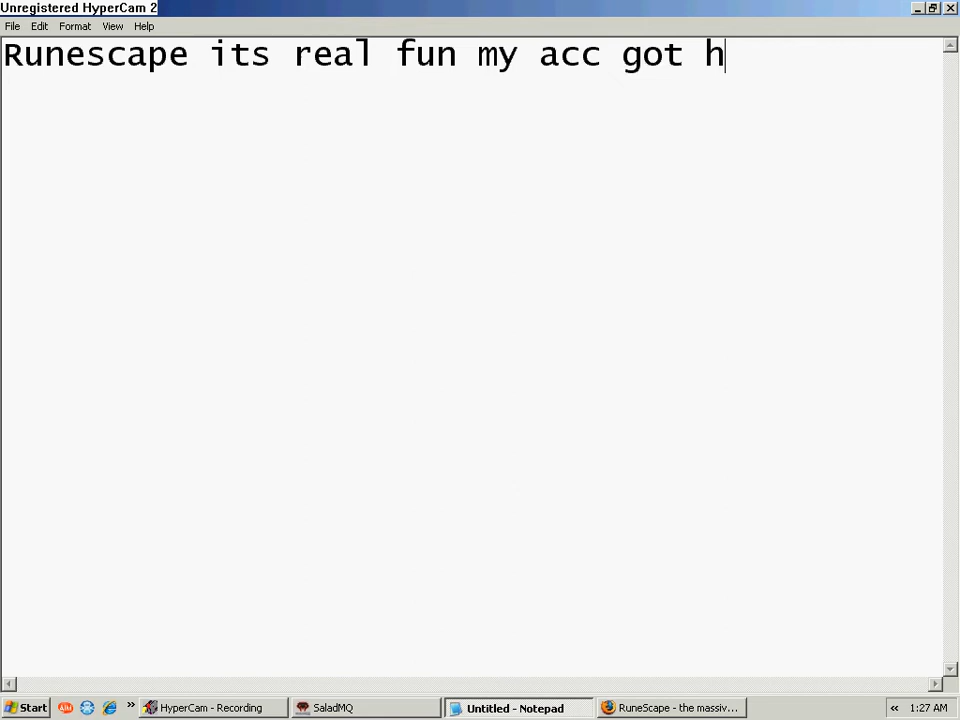 Unregistered HyperCam 2
File Edit Format View Help
Runescape its real fun my acc got h
Start » HyperCam - Recording SaladMQ Untitled - Notepad RuneScape - the massiv... « 1:27 AM